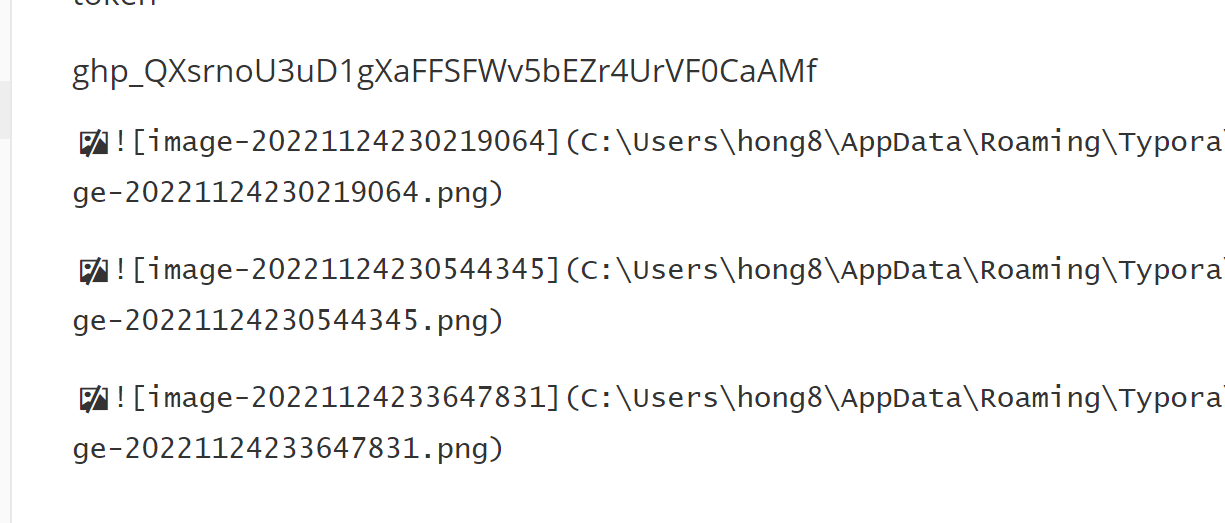 token
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
![image-20221124230219064](C:\Users\hong8\AppData\Roaming\Typora\
ge-20221124230219064.png)
![image-20221124230544345](C:\Users\hong8\AppData\Roaming\Typora\
ge-20221124230544345.png)
![image-20221124233647831](C:\Users\hong8\AppData\Roaming\Typora\
ge-20221124233647831.png)